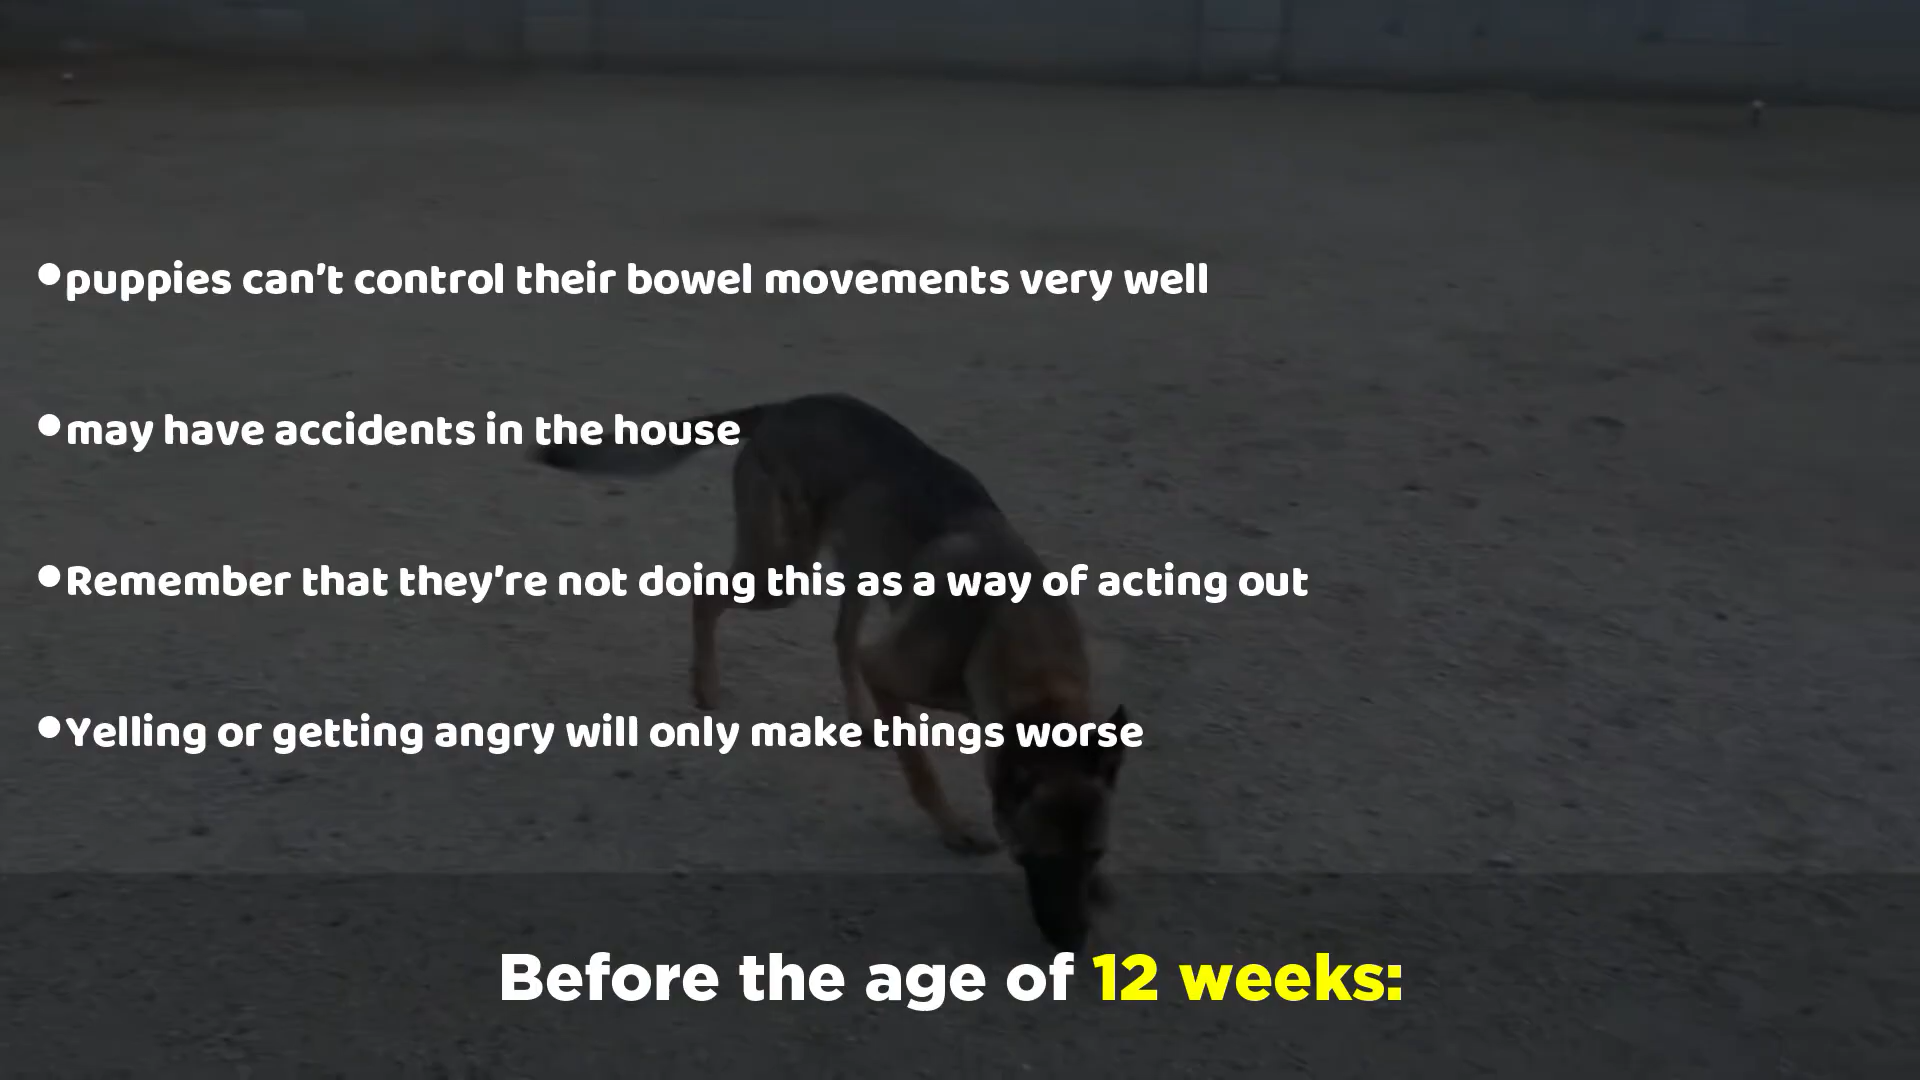 •puppies can't control their bowel movements very well
•may have accidents in the house
•Remember that they're not doing this as a way of acting out
•Yelling or getting angry will only make things worse
Before the age of 12 weeks: